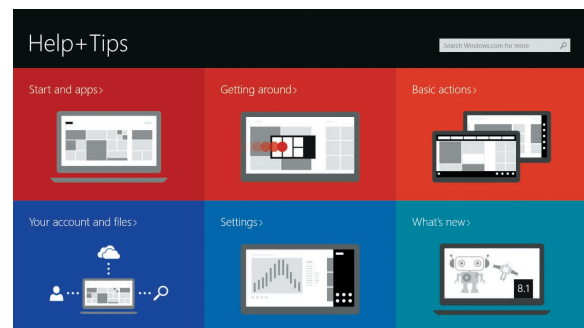 Help+Tips
Search Windows.com for more
Start and apps›
Getting around›
Basic actions›
Your account and files›
Settings›
What's new›
8.1